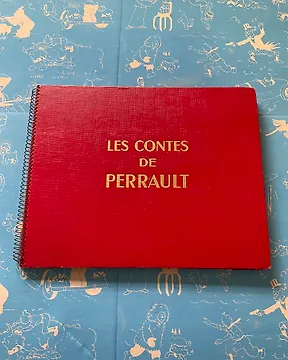 LES CONTES
DE
PERRAULT